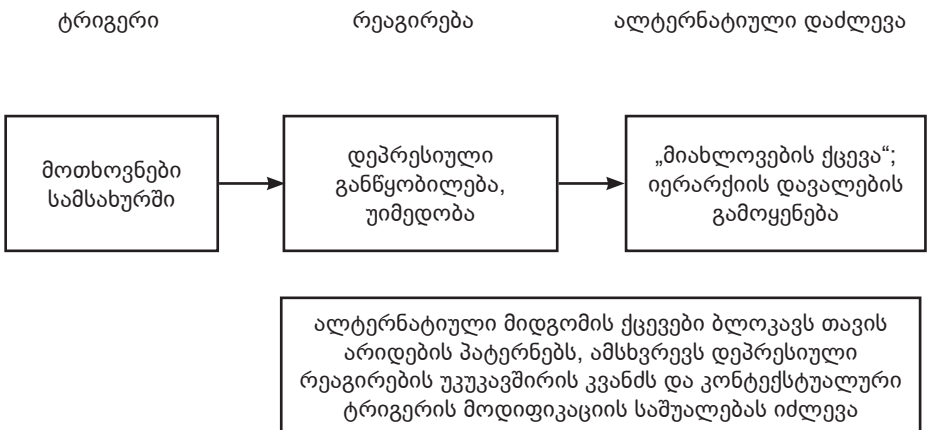 ტრიგერი
რეაგირება
ალტერნატიული დაძლევა
მოთხოვნები
სამსახურში
დეპრესიული
განწყობილება,
უიმედობა
„მიახლოვების ქცევა“;
იერარქიის დავალების
გამოყენება
ალტერნატიული მიდგომის ქცევები ბლოკავს თავის
არიდების პატერნებს, ამსხვრევს დეპრესიული
რეაგირების უკუკავშირის კვანძს და კონტექსტუალური
ტრიგერის მოდიფიკაციის საშუალებას იძლევა